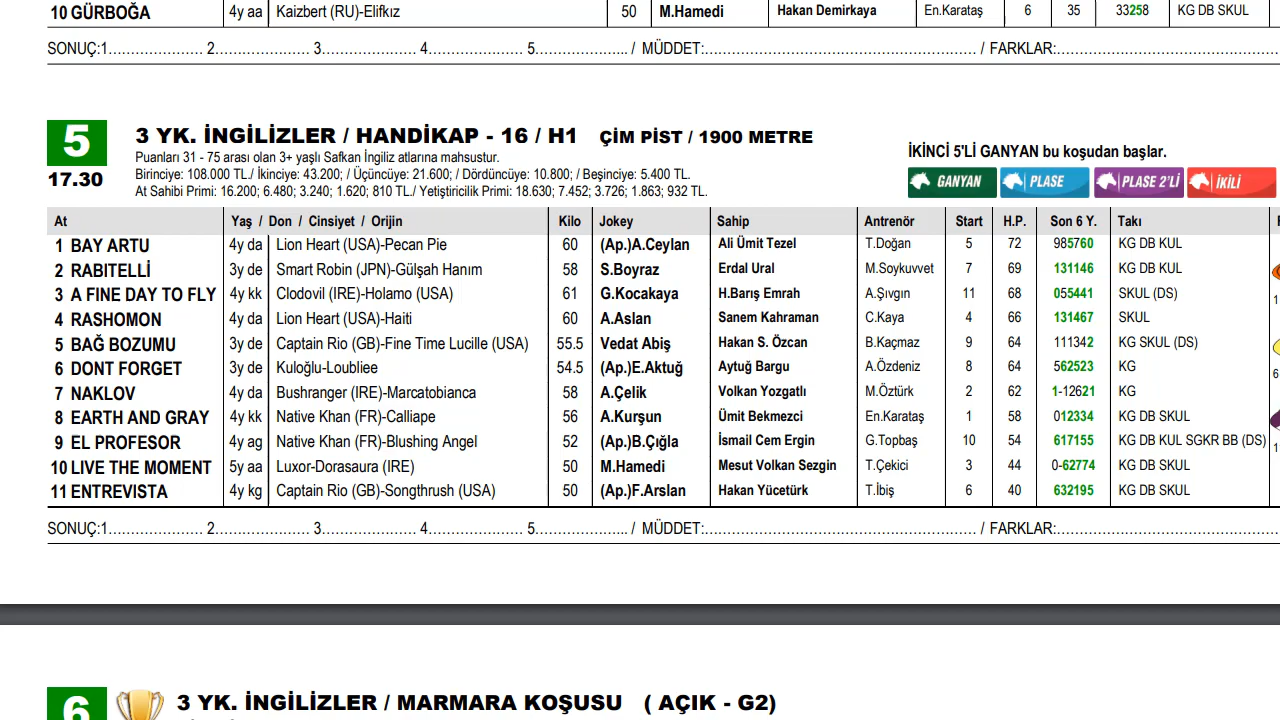 10 GÜRBOĞA 4y aa Kaizbert (RU)-Elifkız 50 M.Hamedi Hakan Demirkaya En.Karataş 6 35 33258 KG DB SKUL
SONUÇ:1..................... 2..................... 3..................... 4..................... 5.................... / MÜDDET:............................................................. / FARKLAR:..................................................
5 3 YK. İNGİLİZLER / HANDİKAP - 16 / H1 ÇİM PİST / 1900 METRE
17.30 Puanları 31 - 75 arası olan 3+ yaşlı Safkan İngiliz atlarına mahsustur.
İKİNCİ 5'Lİ GANYAN bu koşudan başlar.
Birinciye: 108.000 TL./ İkinciye: 43.200; / Üçüncüye: 21.600; / Dördüncüye: 10.800; / Beşinciye: 5.400 TL.
At Sahibi Primi: 16.200; 6.480; 3.240; 1.620; 810 TL./ Yetiştiricilik Primi: 18.630; 7.452; 3.726; 1.863; 932 TL.
GANYAN PLASE PLASE 2'Lİ İKİLİ
At Yaş / Don / Cinsiyet / Orijin Kilo Jokey Sahip Antrenör Start H.P. Son 6 Y. Takı
1 BAY ARTU 4y da Lion Heart (USA)-Pecan Pie 60 (Ap.)A.Ceylan Ali Ümit Tezel T.Doğan 5 72 985760 KG DB KUL
2 RABITELLİ 3y de Smart Robin (JPN)-Gülşah Hanım 58 S.Boyraz Erdal Ural M.Soykuvvet 7 69 131146 KG DB KUL
3 A FINE DAY TO FLY 4y kk Clodovil (IRE)-Holamo (USA) 61 G.Kocakaya H.Barış Emrah A.Şıvgın 11 68 055441 SKUL (DS) 1
4 RASHOMON 4y da Lion Heart (USA)-Haiti 60 A.Aslan Sanem Kahraman C.Kaya 4 66 131467 SKUL
5 BAĞ BOZUMU 3y de Captain Rio (GB)-Fine Time Lucille (USA) 55.5 Vedat Abiş Hakan S. Özcan B.Kaçmaz 9 64 111342 KG SKUL (DS)
6 DONT FORGET 3y de Kuloğlu-Loubliee 54.5 (Ap.)E.Aktuğ Aytuğ Bargu A.Özdeniz 8 64 562523 KG 6
7 NAKLOV 4y da Bushranger (IRE)-Marcatobianca 58 A.Çelik Volkan Yozgatlı M.Öztürk 2 62 1-12621 KG
8 EARTH AND GRAY 4y kk Native Khan (FR)-Calliape 56 A.Kurşun Ümit Bekmezci En.Karataş 1 58 012334 KG DB SKUL
9 EL PROFESOR 4y ag Native Khan (FR)-Blushing Angel 52 (Ap.)B.Çığla İsmail Cem Ergin G.Topbaş 10 54 617155 KG DB KUL SGKR BB (DS) 1
10 LIVE THE MOMENT 5y aa Luxor-Dorasaura (IRE) 50 M.Hamedi Mesut Volkan Sezgin T.Çekici 3 44 0-62774 KG DB SKUL
11 ENTREVISTA 4y kg Captain Rio (GB)-Songthrush (USA) 50 (Ap.)F.Arslan Hakan Yücetürk T.İbiş 6 40 632195 KG DB SKUL
SONUÇ:1..................... 2..................... 3..................... 4..................... 5.................... / MÜDDET:............................................................. / FARKLAR:..................................................
6 3 YK. İNGİLİZLER / MARMARA KOŞUSU ( AÇIK - G2)